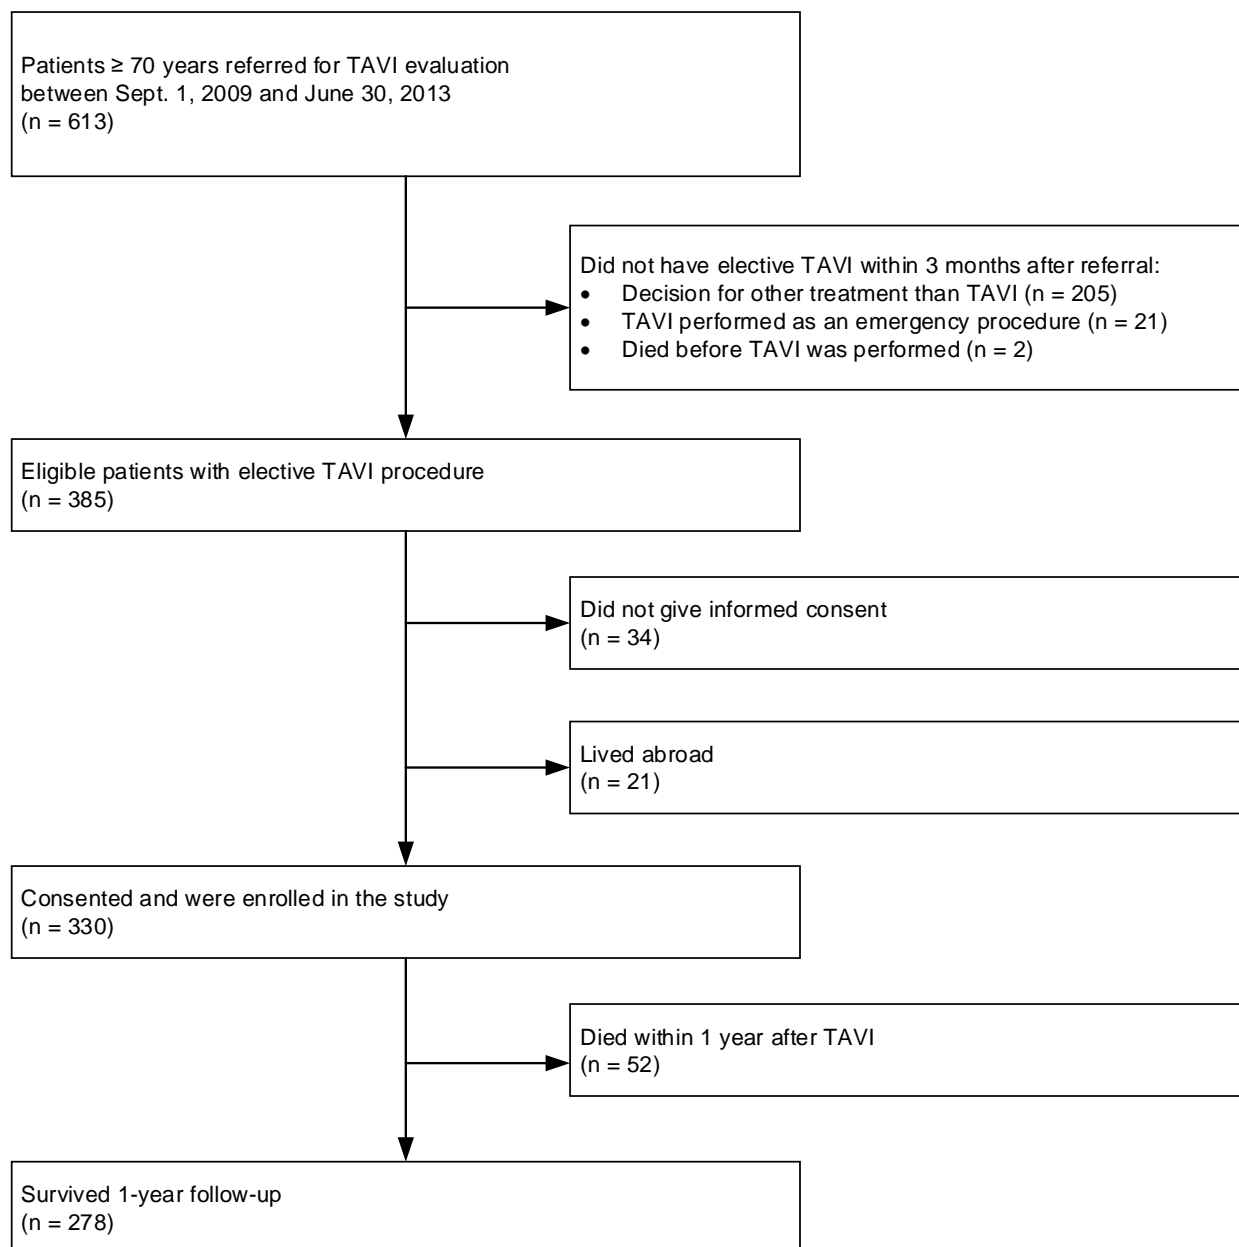 Patients ≥ 70 years referred for TAVI evaluation
between Sept. 1, 2009 and June 30, 2013
(n = 613)
Did not have elective TAVI within 3 months after referral:
• Decision for other treatment than TAVI (n = 205)
• TAVI performed as an emergency procedure (n = 21)
• Died before TAVI was performed (n = 2)
Eligible patients with elective TAVI procedure
(n = 385)
Did not give informed consent
(n = 34)
Lived abroad
(n = 21)
Consented and were enrolled in the study
(n = 330)
Died within 1 year after TAVI
(n = 52)
Survived 1-year follow-up
(n = 278)